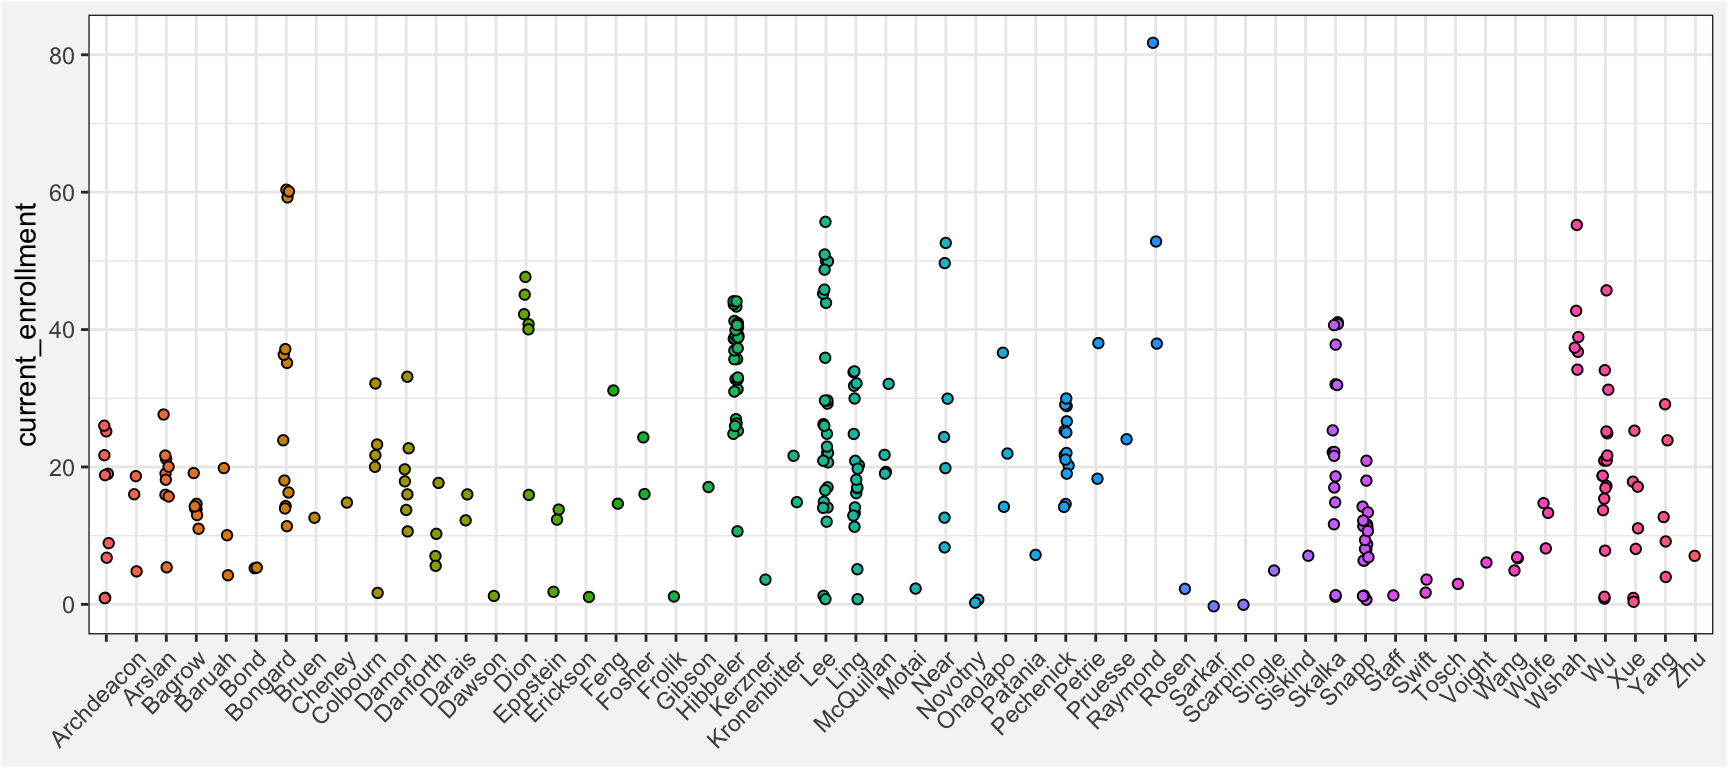 80
60
40
20
0
current_enrollment
Archdeacon
Arslan
Bagrow
Baruah
Bond
Bongard
Bruen
Cheney
Colbourn
Damon
Danforth
Darais
Dawson
Dion
Eppstein
Erickson
Feng
Fosher
Frolik
Gibson
Hibbeler
Kerzner
Kronenbitter
Lee
Ling
McQuillan
Motai
Near
Novotny
Onaolapo
Patania
Pechenick
Petrie
Pruesse
Raymond
Rosen
Sarkar
Scarpino
Single
Siskind
Skalka
Snapp
Staff
Swift
Tosch
Voight
Wang
Wolfe
Wshah
Wu
Xue
Yang
Zhu